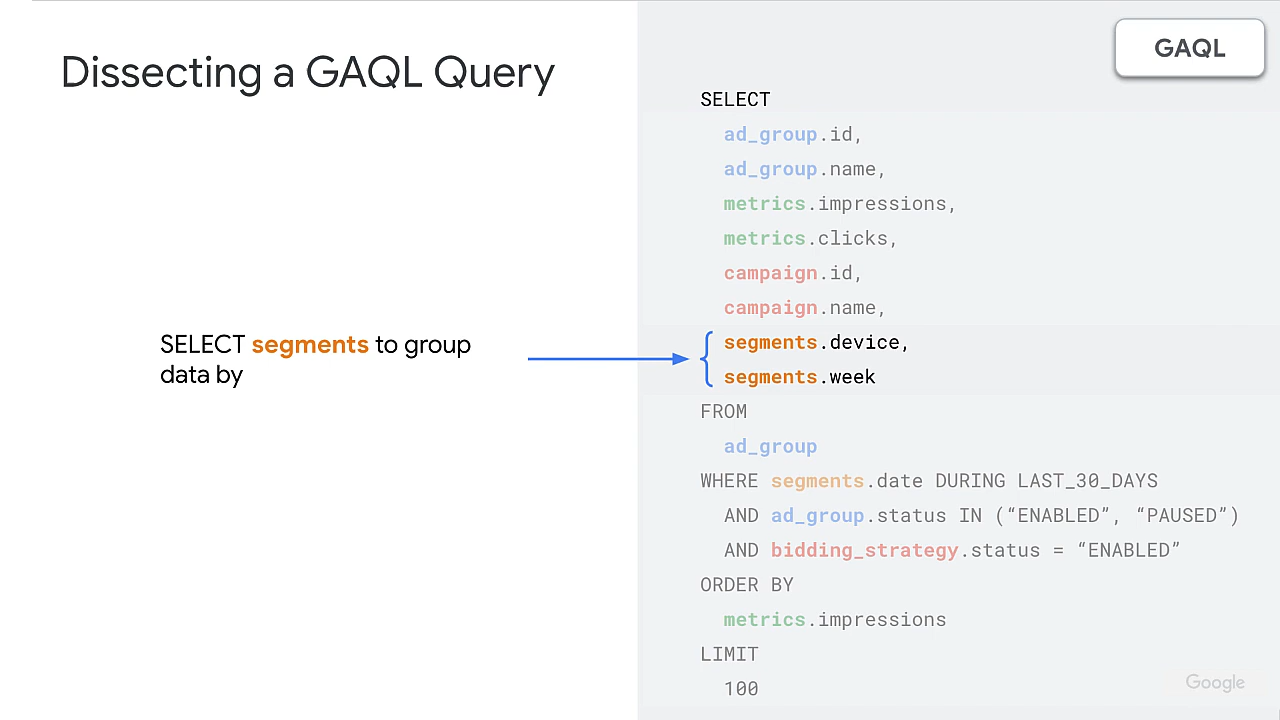 Dissecting a GAQL Query
GAQL
SELECT segments to group
data by
SELECT
ad_group.id,
ad_group.name,
metrics.impressions,
metrics.clicks,
campaign.id,
campaign.name,
segments.device,
segments.week
FROM
ad_group
WHERE segments.date DURING LAST_30_DAYS
AND ad_group.status IN (“ENABLED”, “PAUSED”)
AND bidding_strategy.status = “ENABLED”
ORDER BY
metrics.impressions
LIMIT
100
Google